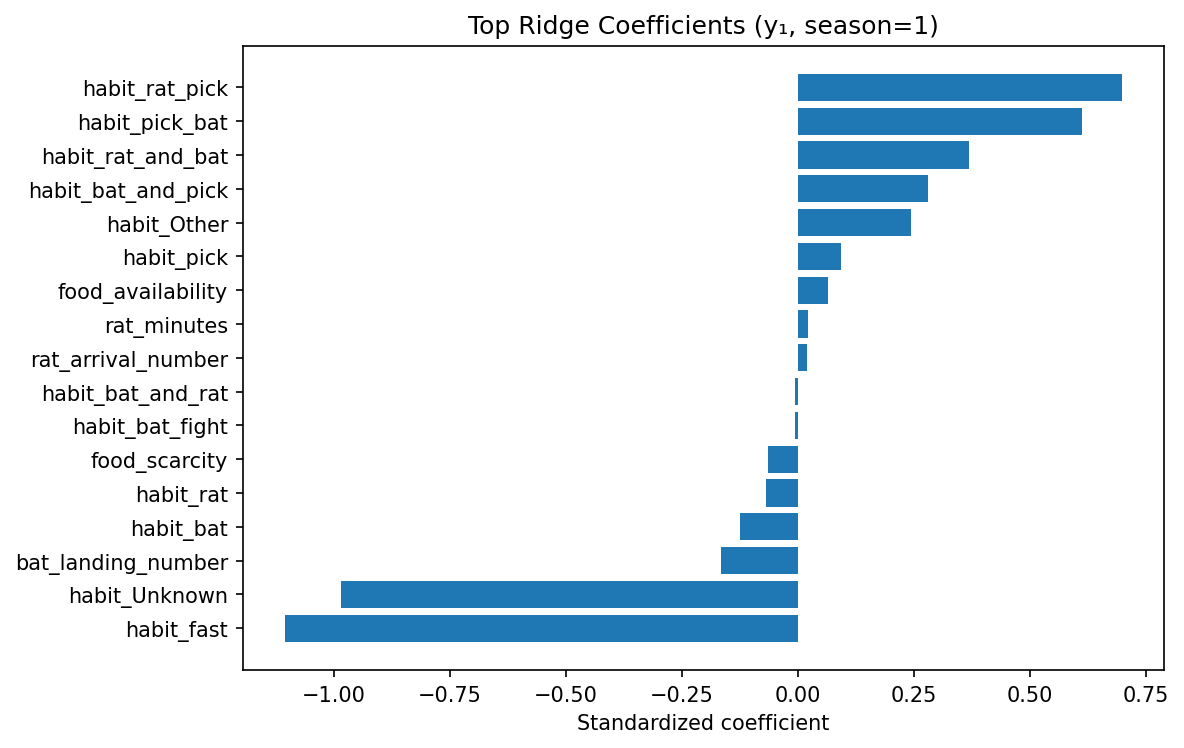 Top Ridge Coefficients (y₁, season=1)
habit_rat_pick
habit_pick_bat
habit_rat_and_bat
habit_bat_and_pick
habit_Other
habit_pick
food_availability
rat_minutes
rat_arrival_number
habit_bat_and_rat
habit_bat_fight
food_scarcity
habit_rat
habit_bat
bat_landing_number
habit_Unknown
habit_fast
−1.00 −0.75 −0.50 −0.25 0.00 0.25 0.50 0.75
Standardized coefficient